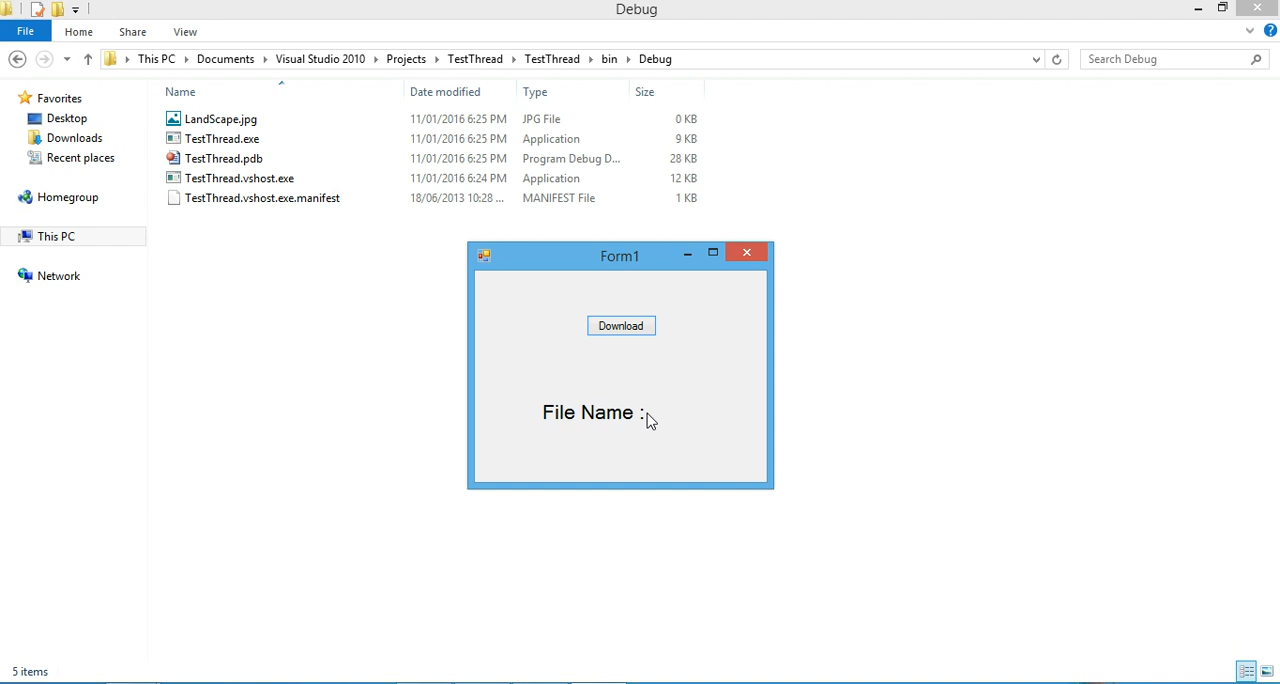 Debug
File Home Share View
This PC Documents Visual Studio 2010 Projects TestThread TestThread bin Debug Search Debug
Name Date modified Type Size
Favorites
Desktop
Downloads
Recent places
Homegroup
This PC
Network
LandScape.jpg 11/01/2016 6:25 PM JPG File 0 KB
TestThread.exe 11/01/2016 6:25 PM Application 9 KB
TestThread.pdb 11/01/2016 6:25 PM Program Debug D... 28 KB
TestThread.vshost.exe 11/01/2016 6:24 PM Application 12 KB
TestThread.vshost.exe.manifest 18/06/2013 10:28 ... MANIFEST File 1 KB
Form1
Download
File Name :
5 items